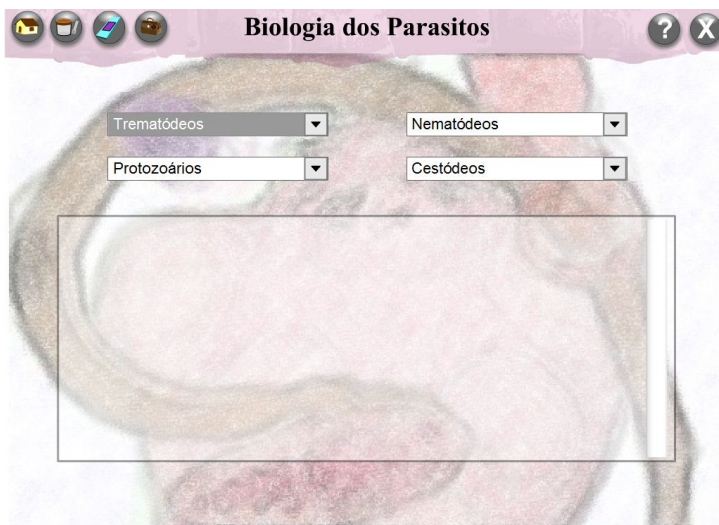 Biologia dos Parasitos
? X
Trematódeos Nematódeos
Protozoários Cestódeos